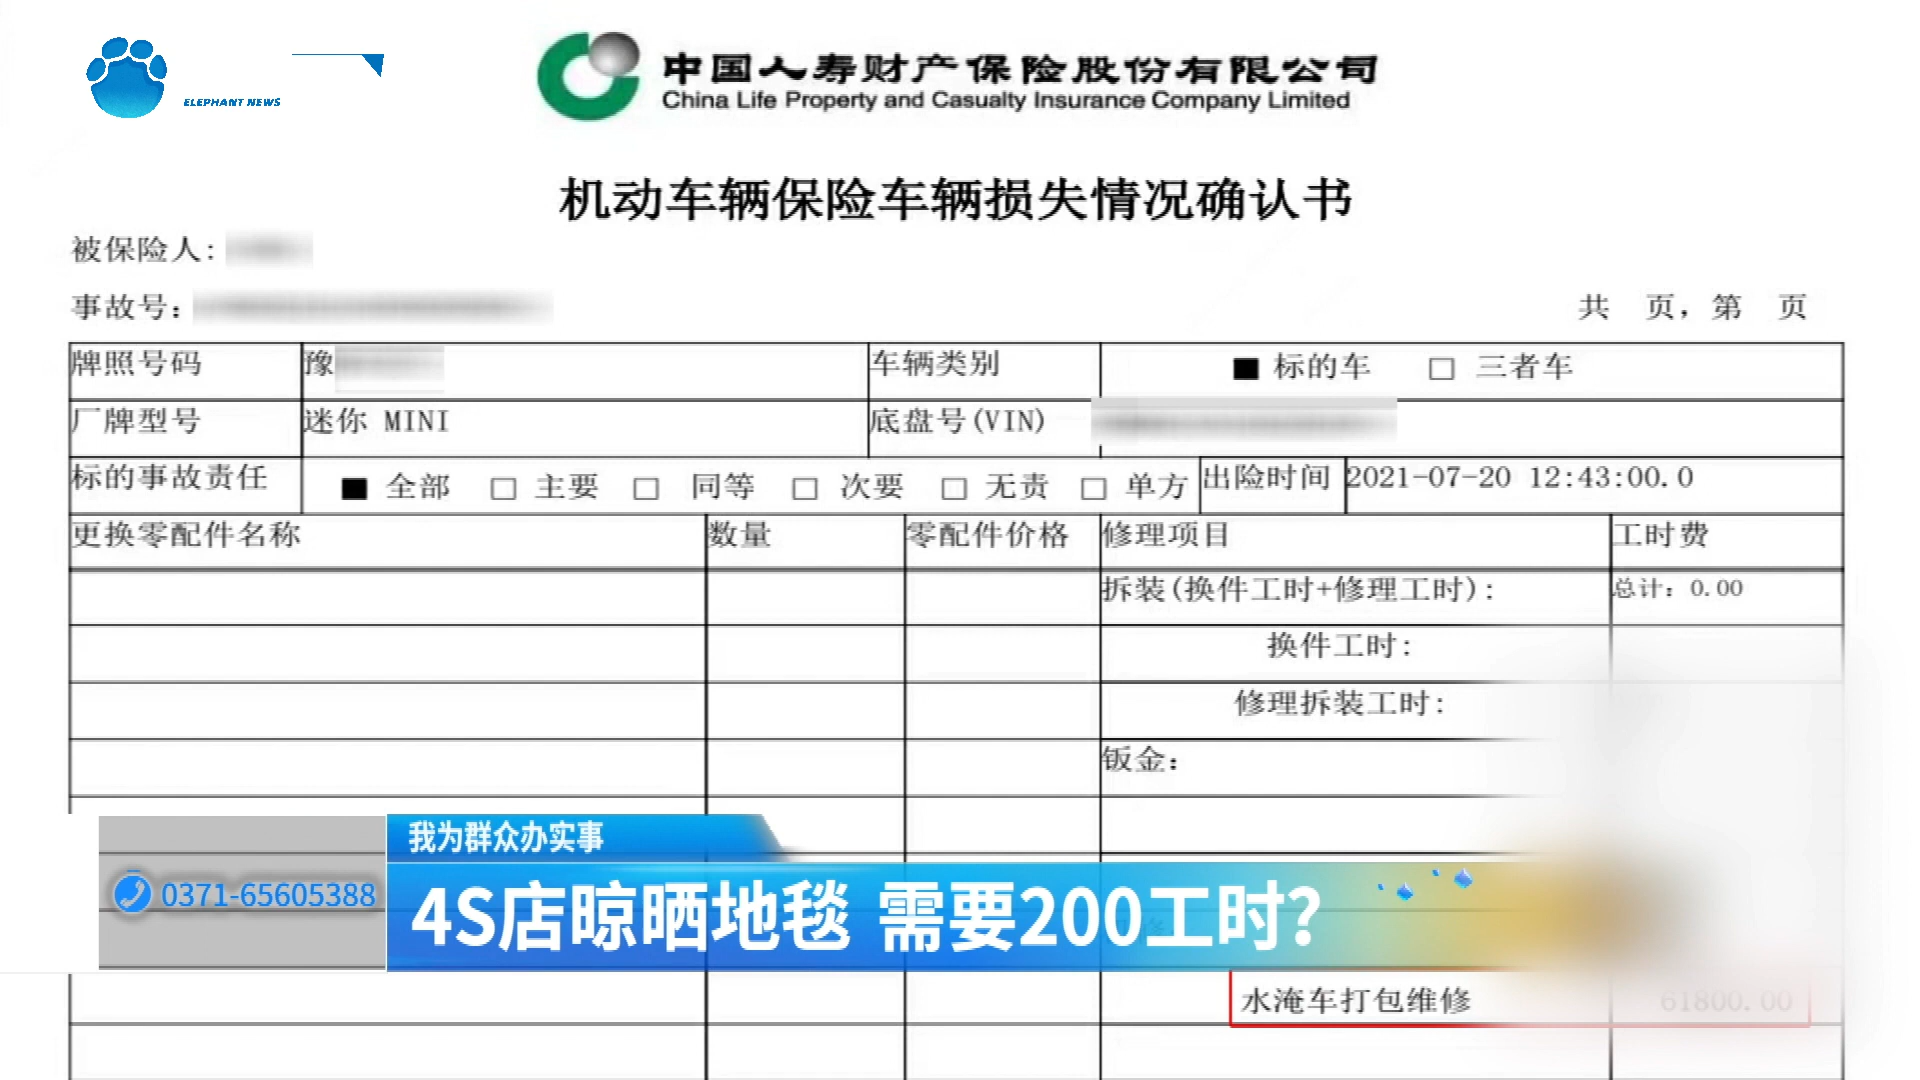 ELEPHANT NEWS
中国人寿财产保险股份有限公司
China Life Property and Casualty Insurance Company Limited
机动车辆保险车辆损失情况确认书
被保险人:
事故号:
共 页, 第 页
牌照号码 豫 车辆类别 ■ 标的车 □ 三者车
厂牌型号 迷你 MINI 底盘号(VIN)
标的事故责任 ■ 全部 □ 主要 □ 同等 □ 次要 □ 无责 □ 单方 出险时间 2021-07-20 12:43:00.0
更换零配件名称 数量 零配件价格 修理项目 工时费
拆装(换件工时+修理工时): 总计: 0.00
换件工时:
修理拆装工时:
钣金:
我为群众办实事
0371-65605388
4S店晾晒地毯 需要200工时?
水淹车打包维修 61800.00